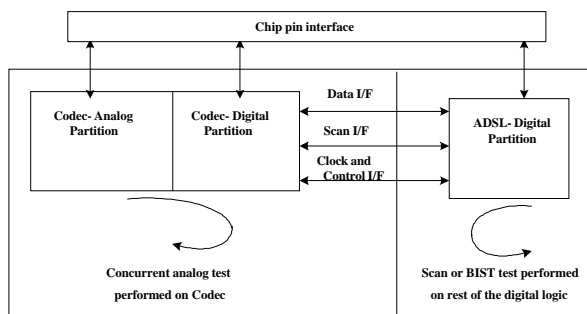 Chip pin interface
Codec- Analog
Partition
Codec- Digital
Partition
Data I/F
Scan I/F
Clock and
Control I/F
ADSL- Digital
Partition
Concurrent analog test
performed on Codec
Scan or BIST test performed
on rest of the digital logic